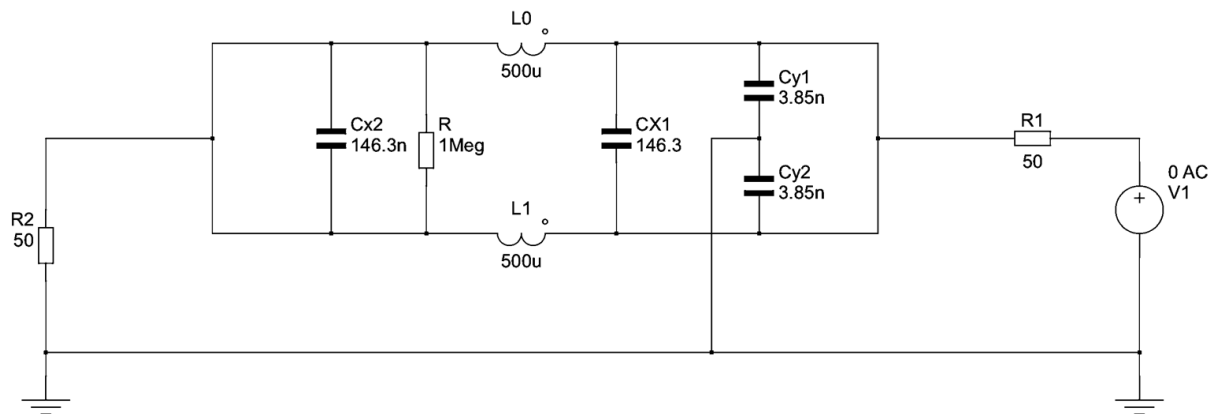 L0
500u
Cy1
3.85n
Cx2
146.3n
R
1Meg
CX1
146.3
R1
50
Cy2
3.85n
0 AC
V1
L1
500u
R2
50